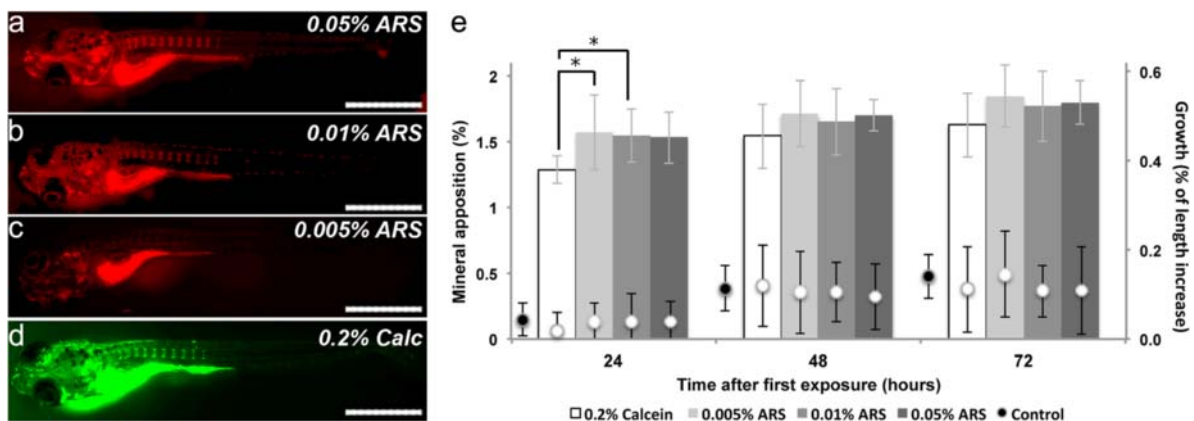 a
0.05% ARS
b
0.01% ARS
c
0.005% ARS
d
0.2% Calc
e
*
*
2
1.5
1
0.5
0
Mineral apposition (%)
0.6
0.4
0.2
0.0
Growth (% of
length increase)
24 48 72
Time after first exposure (hours)
0.2% Calcein 0.005% ARS 0.01% ARS 0.05% ARS Control